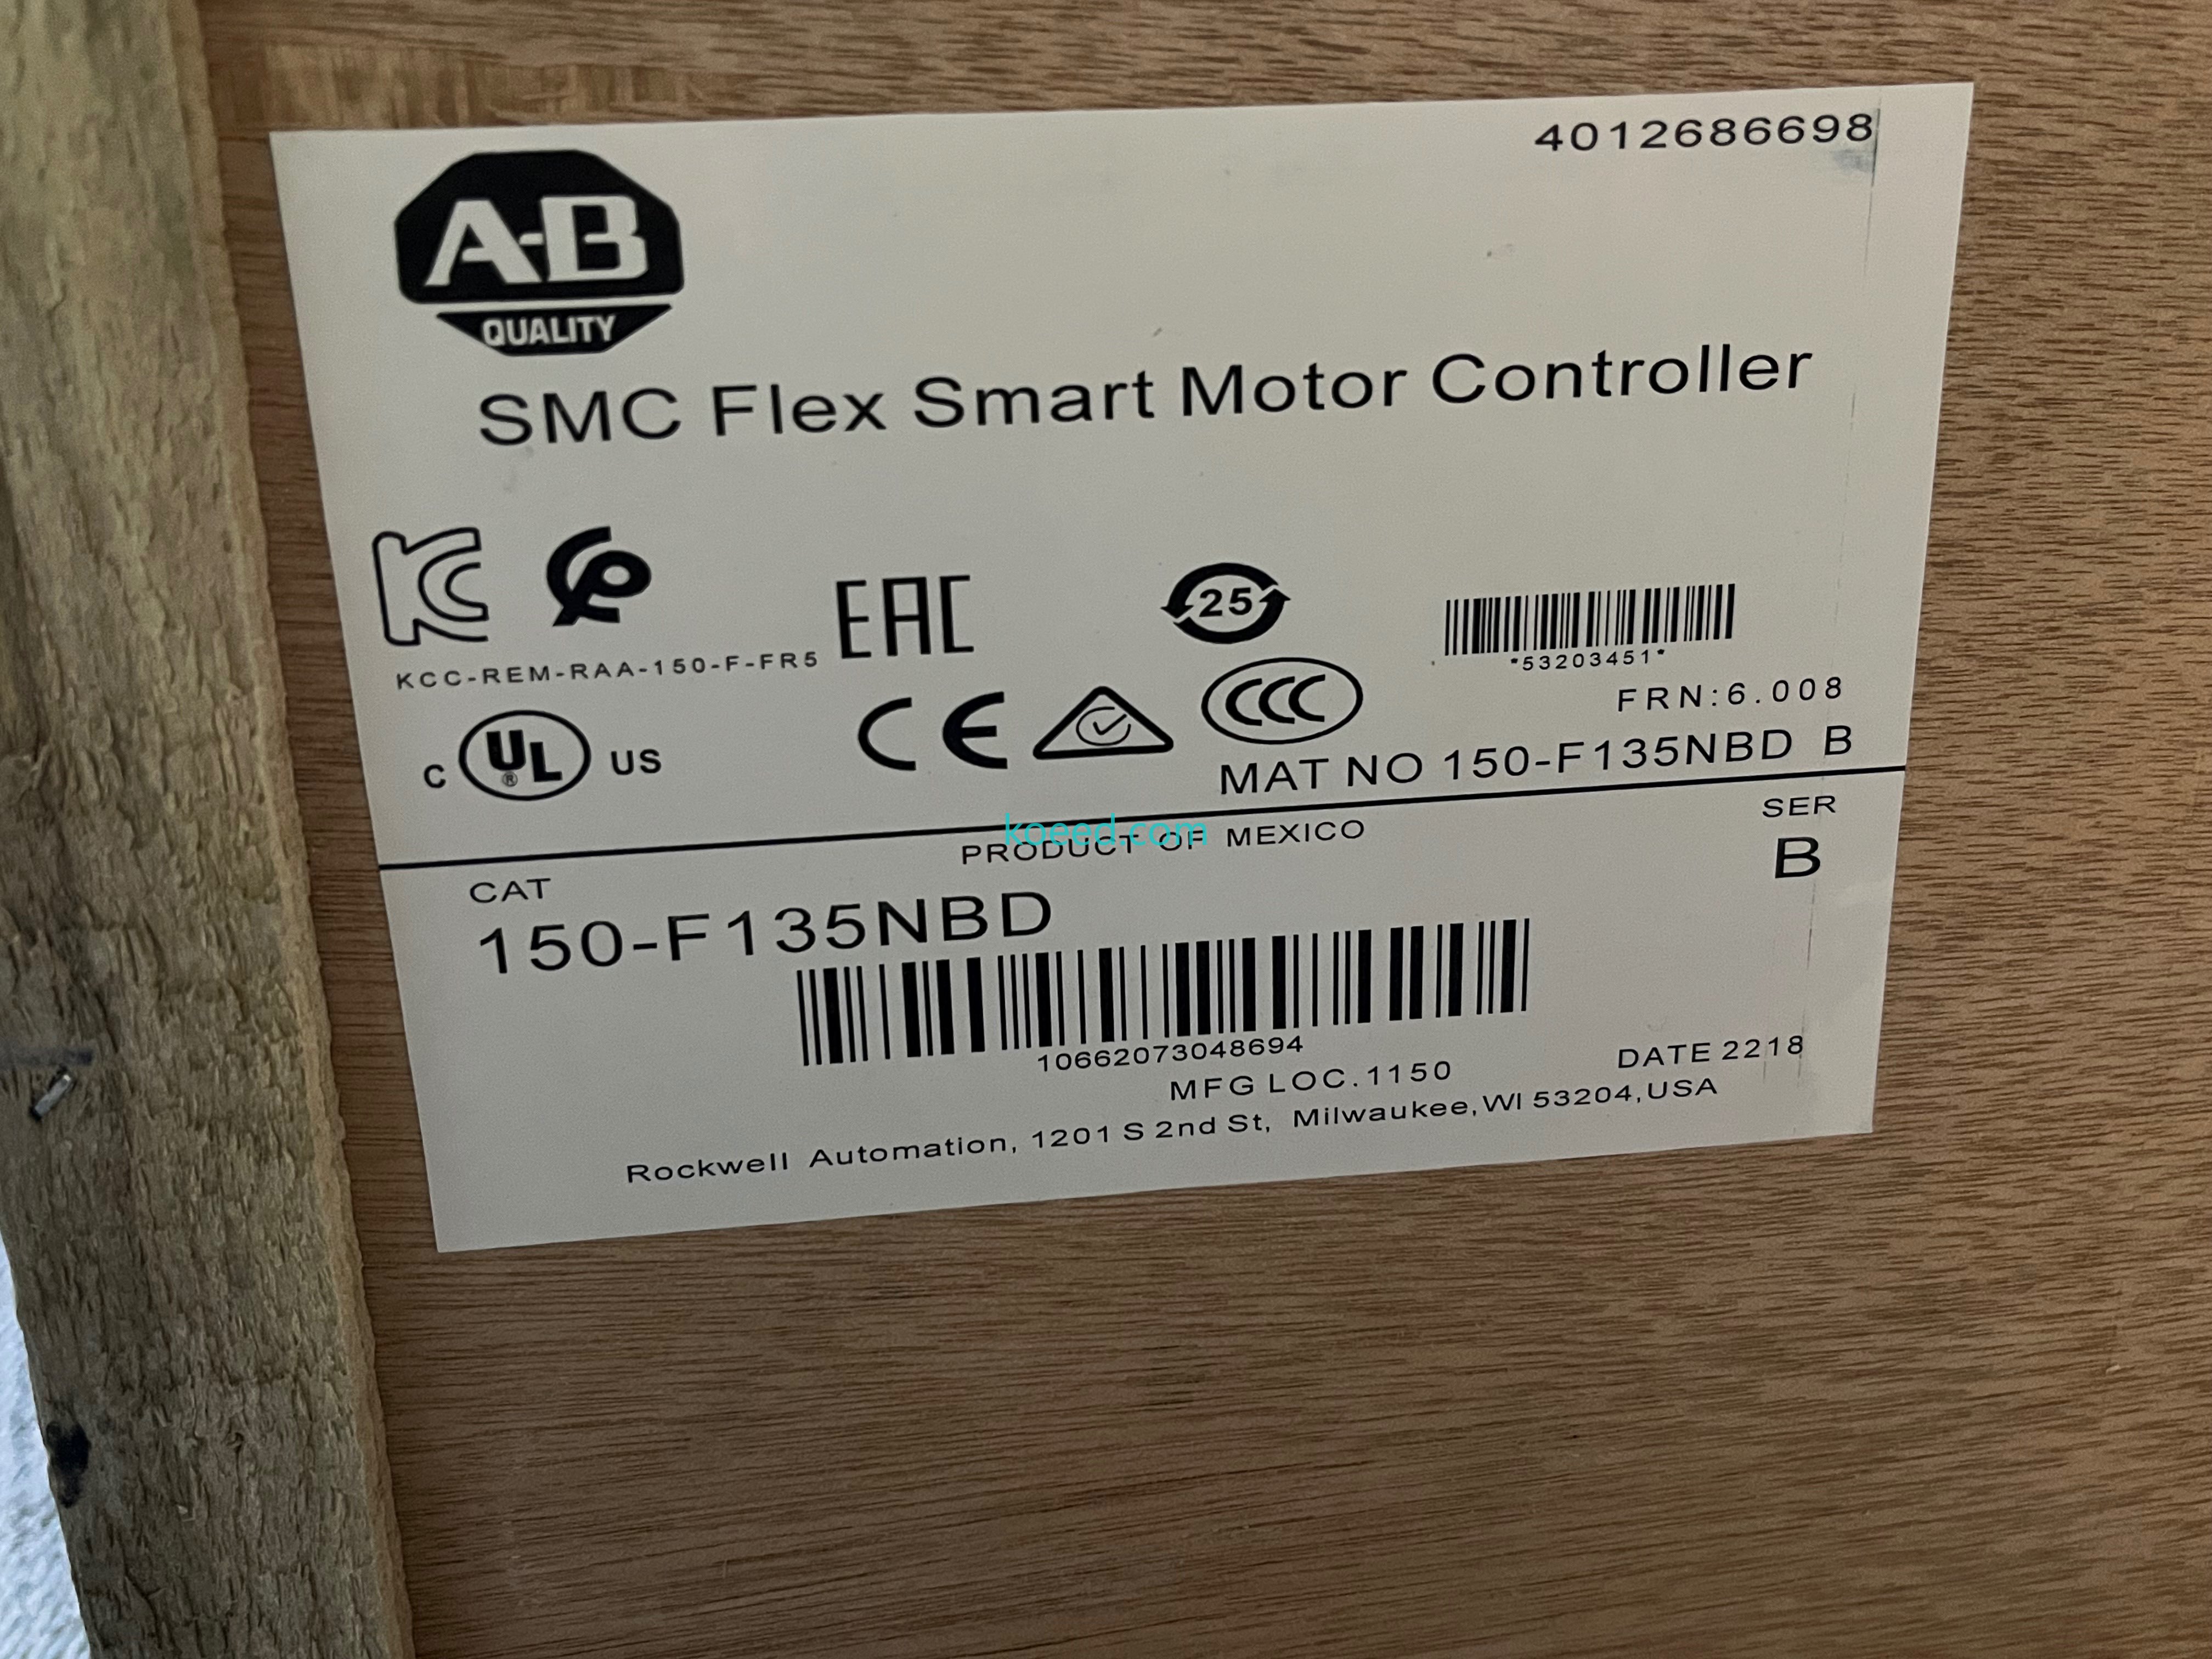 4012686698
A-B
QUALITY
SMC Flex Smart Motor Controller
KCC-REM-RAA-150-F-FR5
EAC
25
*53203451*
FRN:6.008
C UL® US
CE
CCC
MAT NO 150-F135NBD B
koeed.com
PRODUCT OF MEXICO
SER
B
CAT
150-F135NBD
10662073048694
MFG LOC.1150
DATE 2218
Rockwell Automation, 1201 S 2nd St, Milwaukee,WI 53204,USA